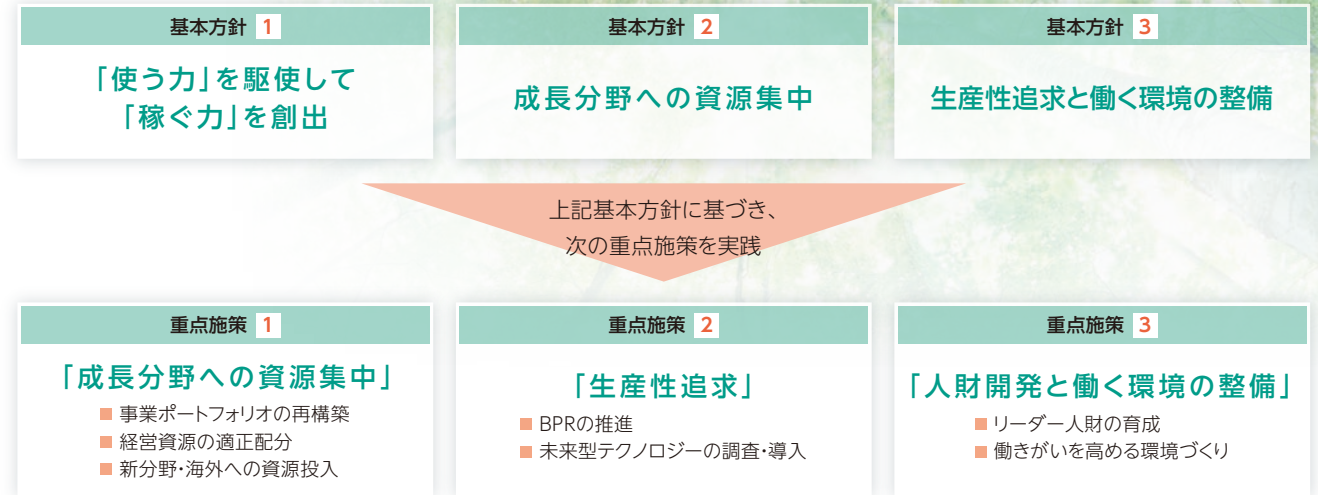 基本方針 1
「使う力」を駆使して
「稼ぐ力」を創出
基本方針 2
成長分野への資源集中
基本方針 3
生産性追求と働く環境の整備
上記基本方針に基づき、
次の重点施策を実践
重点施策 1
「成長分野への資源集中」
■ 事業ポートフォリオの再構築
■ 経営資源の適正配分
■ 新分野・海外への資源投入
重点施策 2
「生産性追求」
■ BPRの推進
■ 未来型テクノロジーの調査・導入
重点施策 3
「人財開発と働く環境の整備」
■ リーダー人財の育成
■ 働きがいを高める環境づくり